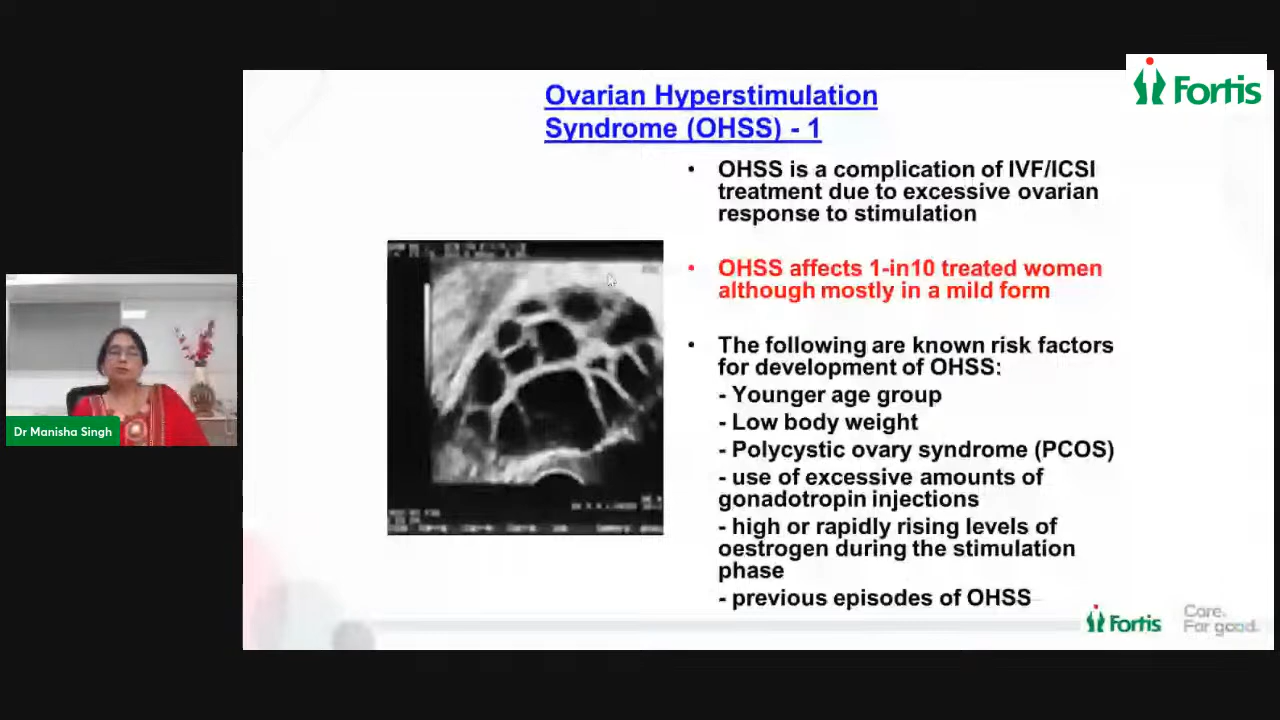 Fortis
Ovarian Hyperstimulation
Syndrome (OHSS) - 1
• OHSS is a complication of IVF/ICSI
treatment due to excessive ovarian
response to stimulation
• OHSS affects 1-in10 treated women
although mostly in a mild form
• The following are known risk factors
for development of OHSS:
- Younger age group
- Low body weight
- Polycystic ovary syndrome (PCOS)
- use of excessive amounts of
gonadotropin injections
- high or rapidly rising levels of
oestrogen during the stimulation
phase
- previous episodes of OHSS
Dr Manisha Singh
Fortis
Care.
For good.